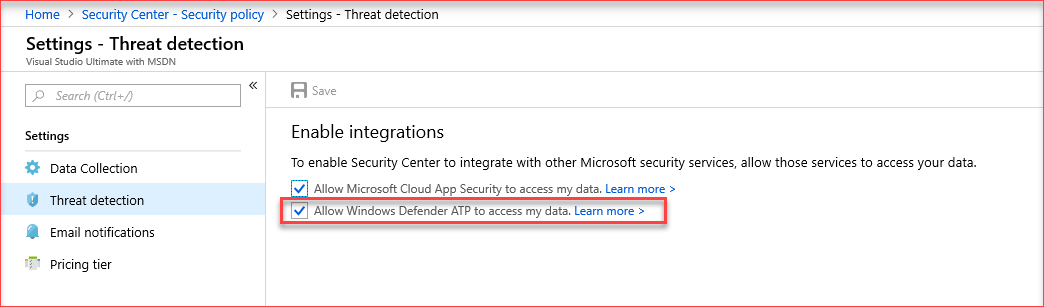 Home > Security Center - Security policy > Settings - Threat detection
Settings - Threat detection
Visual Studio Ultimate with MSDN
Search (Ctrl+/)
«
Settings
Data Collection
Threat detection
Email notifications
Pricing tier
Save
Enable integrations
To enable Security Center to integrate with other Microsoft security services, allow those services to access your data.
Allow Microsoft Cloud App Security to access my data. Learn more >
Allow Windows Defender ATP to access my data. Learn more >